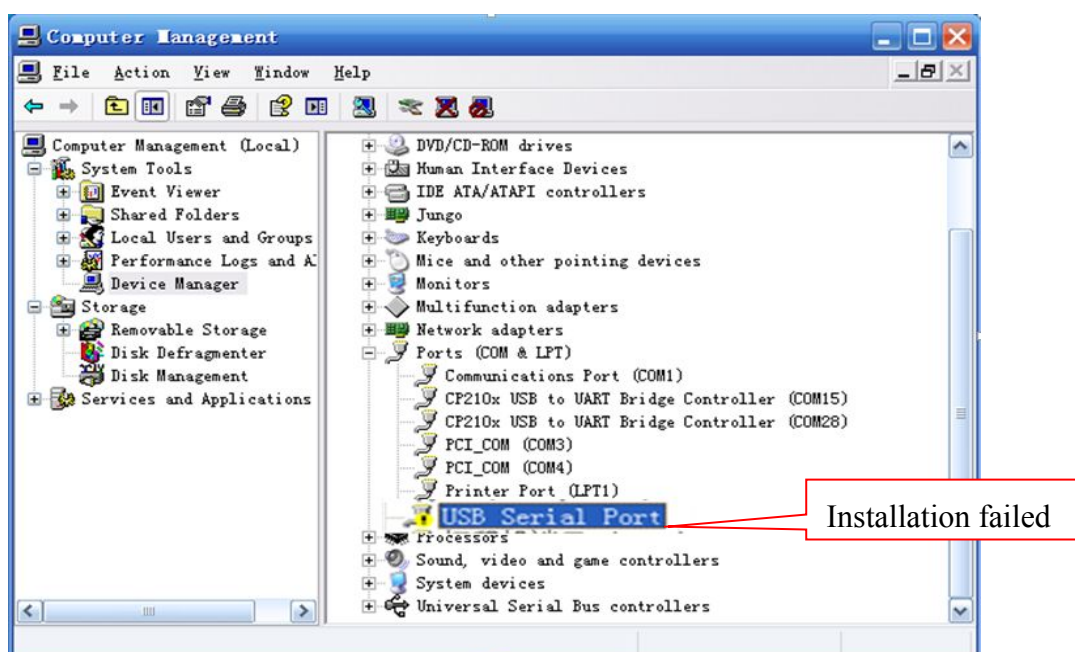 Computer Management
File Action View Window Help
Computer Management (Local)
System Tools
Event Viewer
Shared Folders
Local Users and Groups
Performance Logs and A
Device Manager
Storage
Removable Storage
Disk Defragmenter
Disk Management
Services and Applications
DVD/CD-ROM drives
Human Interface Devices
IDE ATA/ATAPI controllers
Jungo
Keyboards
Mice and other pointing devices
Monitors
Multifunction adapters
Network adapters
Ports (COM & LPT)
Communications Port (COM1)
CP210x USB to UART Bridge Controller (COM15)
CP210x USB to UART Bridge Controller (COM28)
PCI_COM (COM3)
PCI_COM (COM4)
Printer Port (LPT1)
USB Serial Port
Processors
Sound, video and game controllers
System devices
Universal Serial Bus controllers
Installation failed